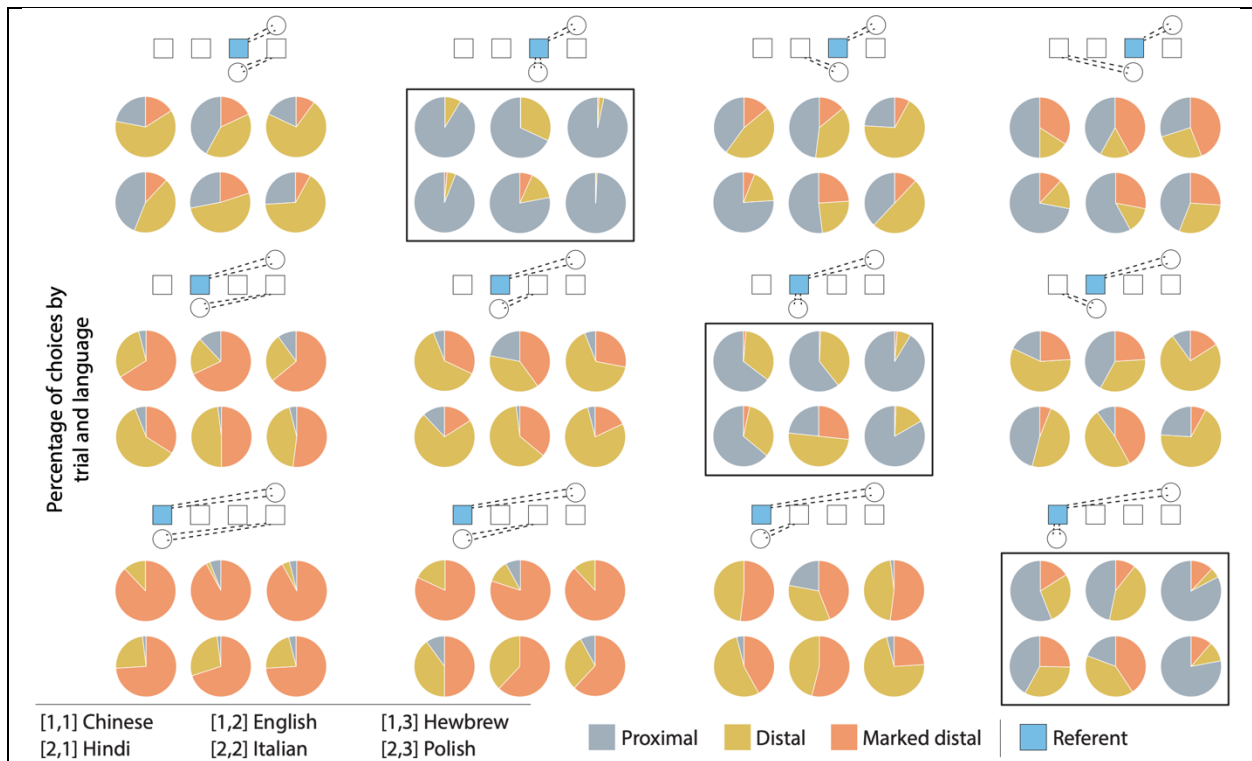 Percentage of choices by
trial and language
[1,1] Chinese [1,2] English [1,3] Hewbrew
[2,1] Hindi [2,2] Italian [2,3] Polish
Proximal Distal Marked distal Referent